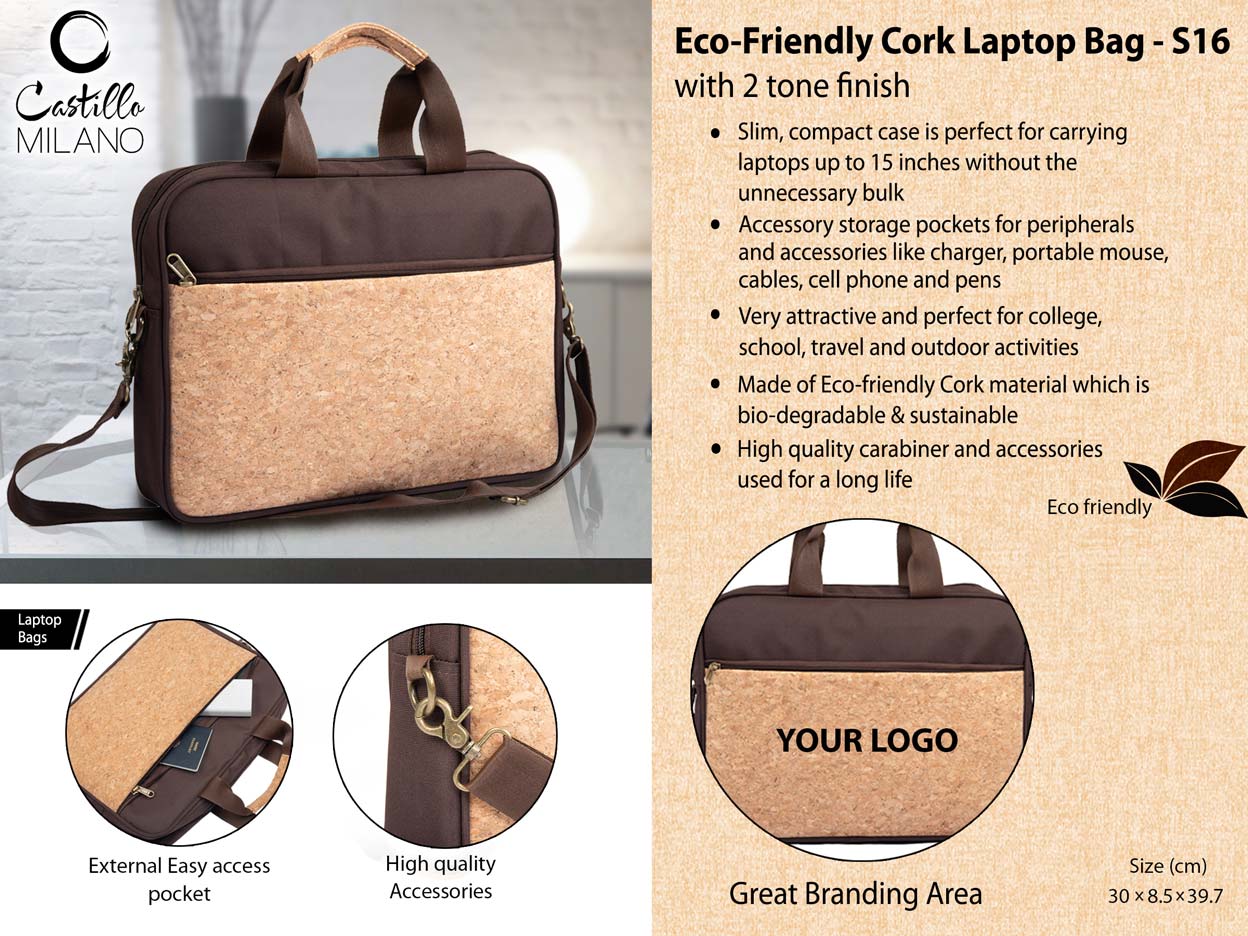 Castillo
MILANO
Eco-Friendly Cork Laptop Bag - S16
with 2 tone finish
• Slim, compact case is perfect for carrying
laptops up to 15 inches without the
unnecessary bulk
• Accessory storage pockets for peripherals
and accessories like charger, portable mouse,
cables, cell phone and pens
• Very attractive and perfect for college,
school, travel and outdoor activities
• Made of Eco-friendly Cork material which is
bio-degradable & sustainable
• High quality carabiner and accessories
used for a long life
Eco friendly
Laptop
Bags
External Easy access
pocket
High quality
Accessories
YOUR LOGO
Great Branding Area
Size (cm)
30 × 8.5 × 39.7